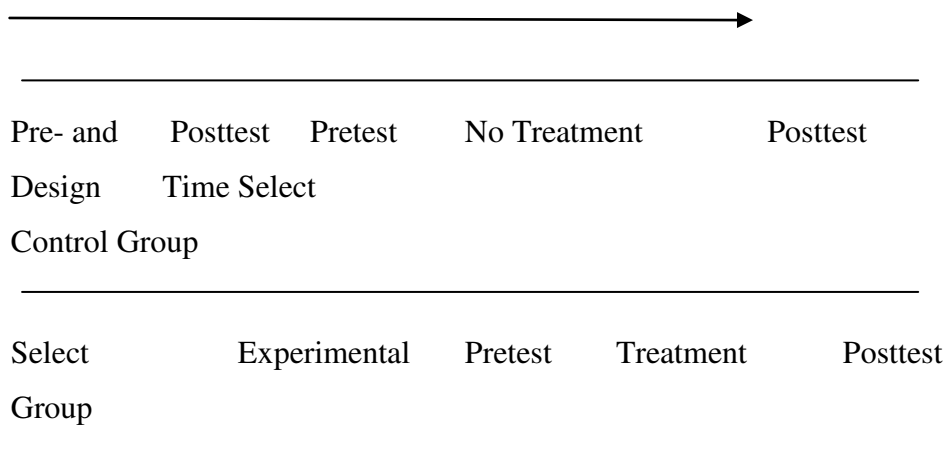 Pre- and Posttest Pretest No Treatment Posttest
Design Time Select
Control Group
Select Experimental Pretest Treatment Posttest
Group